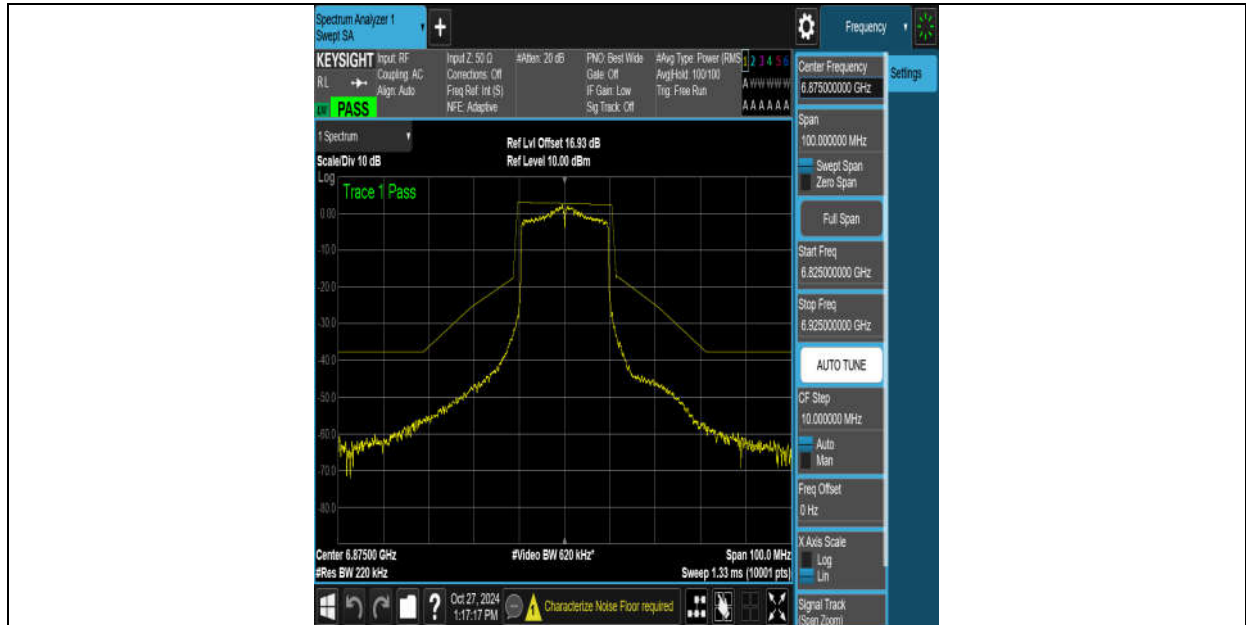 Spectrum Analyzer 1
Swept SA
+
Frequency
KEYSIGHT
RL
PASS
Input: RF
Coupling: AC
Align: Auto
Input Z: 50 Ω
Corrections: Off
Freq Ref: Int (S)
NFE: Adaptive
#Atten: 20 dB
PNO: Best Wide
Gate: Off
IF Gain: Low
Sig Track: Off
#Avg Type: Power (RMS
Avg|Hold: 100/100
Trig: Free Run
1 2 3 4 5 6
A W W W W W
A A A A A A
1 Spectrum
Scale/Div 10 dB
Ref Lvl Offset 16.93 dB
Ref Level 10.00 dBm
Log
Trace 1 Pass
0.00
-10.0
-20.0
-30.0
-40.0
-50.0
-60.0
-70.0
-80.0
Center 6.87500 GHz
#Res BW 220 kHz
#Video BW 620 kHz*
Span 100.0 MHz
Sweep 1.33 ms (10001 pts)
Center Frequency
6.875000000 GHz
Settings
Span
100.000000 MHz
Swept Span
Zero Span
Full Span
Start Freq
6.825000000 GHz
Stop Freq
6.925000000 GHz
AUTO TUNE
CF Step
10.000000 MHz
Auto
Man
Freq Offset
0 Hz
X Axis Scale
Log
Lin
Signal Track
(Span Zoom)
?
Oct 27, 2024
1:17:17 PM
Characterize Noise Floor required